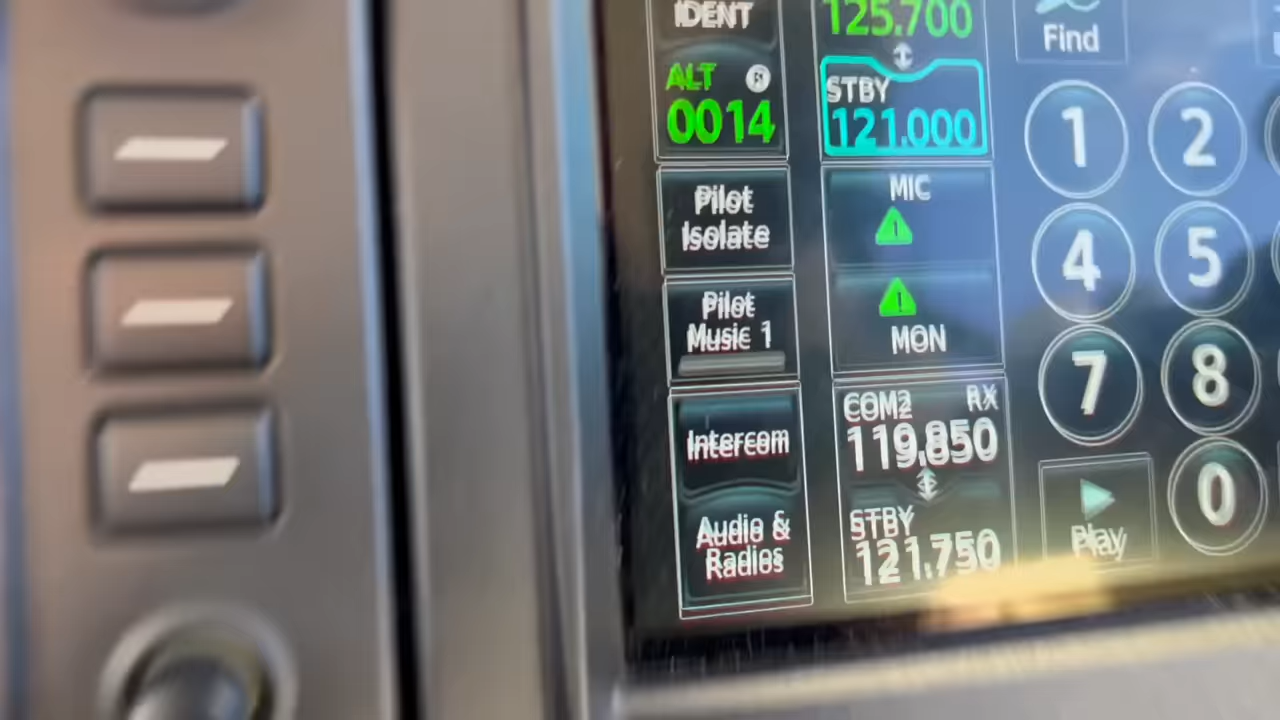 IDENT
ALT R
0014
Pilot
Isolate
Pilot
Music 1
Intercom
Audio &
Radios
125.700
STBY
121.000
MIC
MON
COM2 RX
119.850
STBY
121.750
Find
1 2
4 5
7 8
Play 0